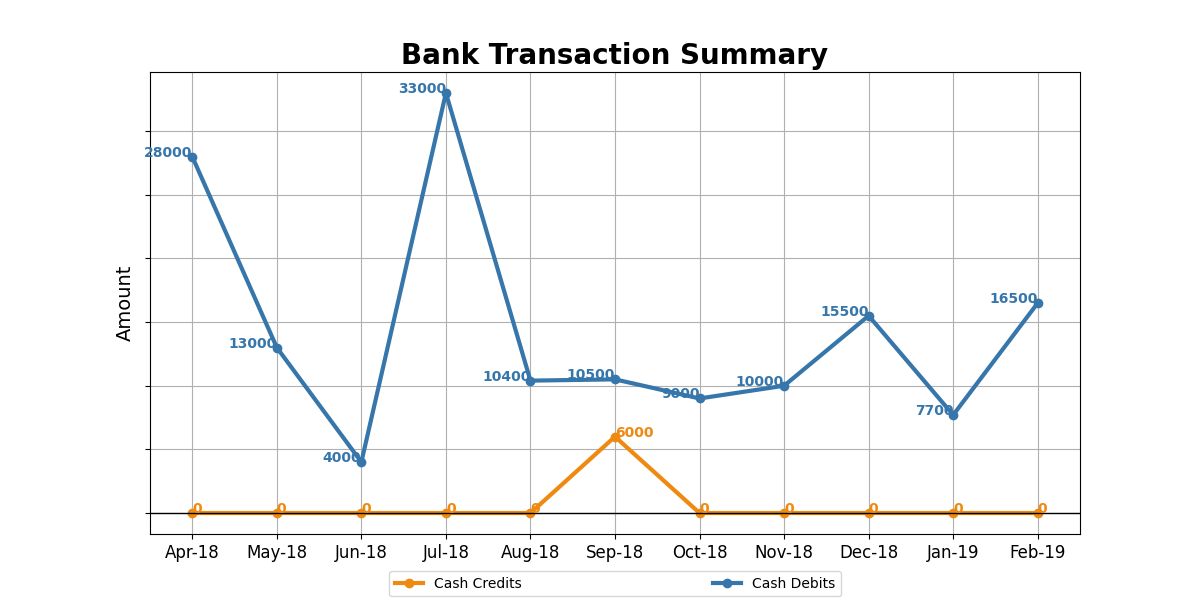 Bank Transaction Summary
33000
28000
16500
15500
13000
10400
10500
10000
9000
7700
4000
6000
0 0 0 0 0 0 0 0 0 0
Amount
Apr-18 May-18 Jun-18 Jul-18 Aug-18 Sep-18 Oct-18 Nov-18 Dec-18 Jan-19 Feb-19
Cash Credits Cash Debits